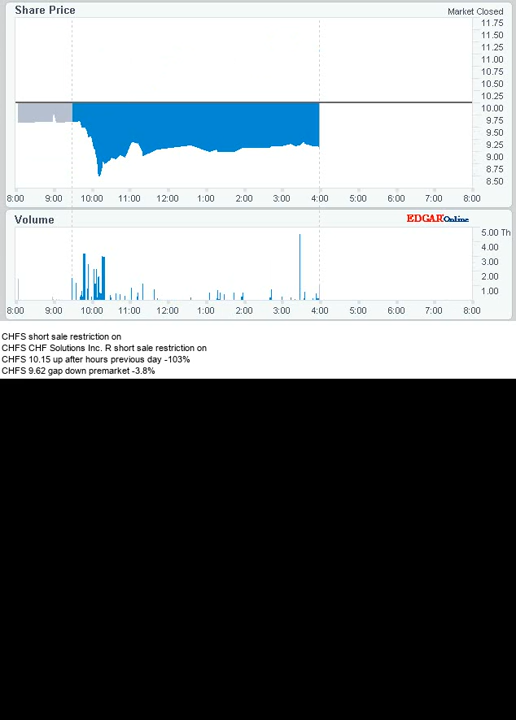 Share Price
Market Closed
11.75
11.50
11.25
11.00
10.75
10.50
10.25
10.00
9.75
9.50
9.25
9.00
8.75
8.50
8:00 9:00 10:00 11:00 12:00 1:00 2:00 3:00 4:00 5:00 6:00 7:00 8:00
Volume
EDGAROnline
5.00 Th
4.00
3.00
2.00
1.00
8:00 9:00 10:00 11:00 12:00 1:00 2:00 3:00 4:00 5:00 6:00 7:00 8:00
CHFS short sale restriction on
CHFS CHF Solutions Inc. R short sale restriction on
CHFS 10.15 up after hours previous day -103%
CHFS 9.62 gap down premarket -3.8%